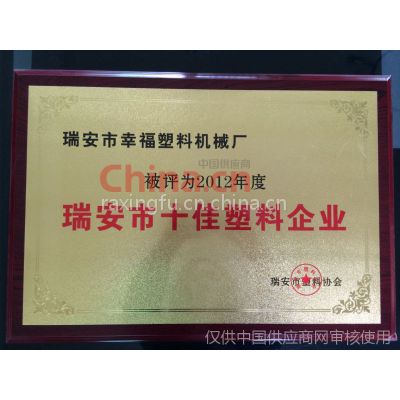 瑞安市幸福塑料机械厂
中国供应商
China.cn
被评为2012年度
raxingfu.cn.china.cn
瑞安市十佳塑料企业
瑞安市塑料协会
仅供中国供应商网审核使用